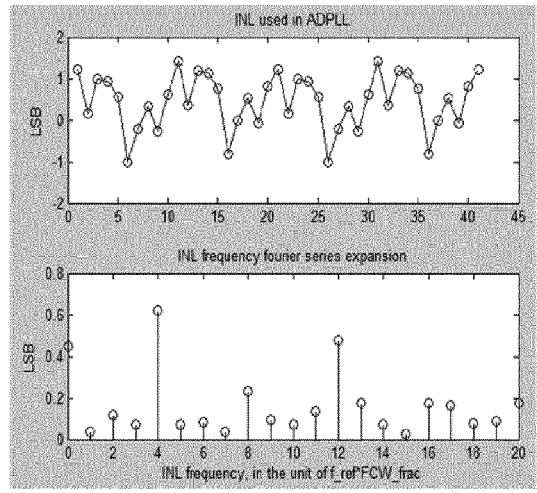 INL used in ADPLL
2
1
0
-1
-2
LSB
0 5 10 15 20 25 30 35 40 45
INL frequency fourier series expansion
0.8
0.6
0.4
0.2
0
LSB
0 2 4 6 8 10 12 14 16 18 20
INL frequency, in the unit of f_ref*FCW_frac